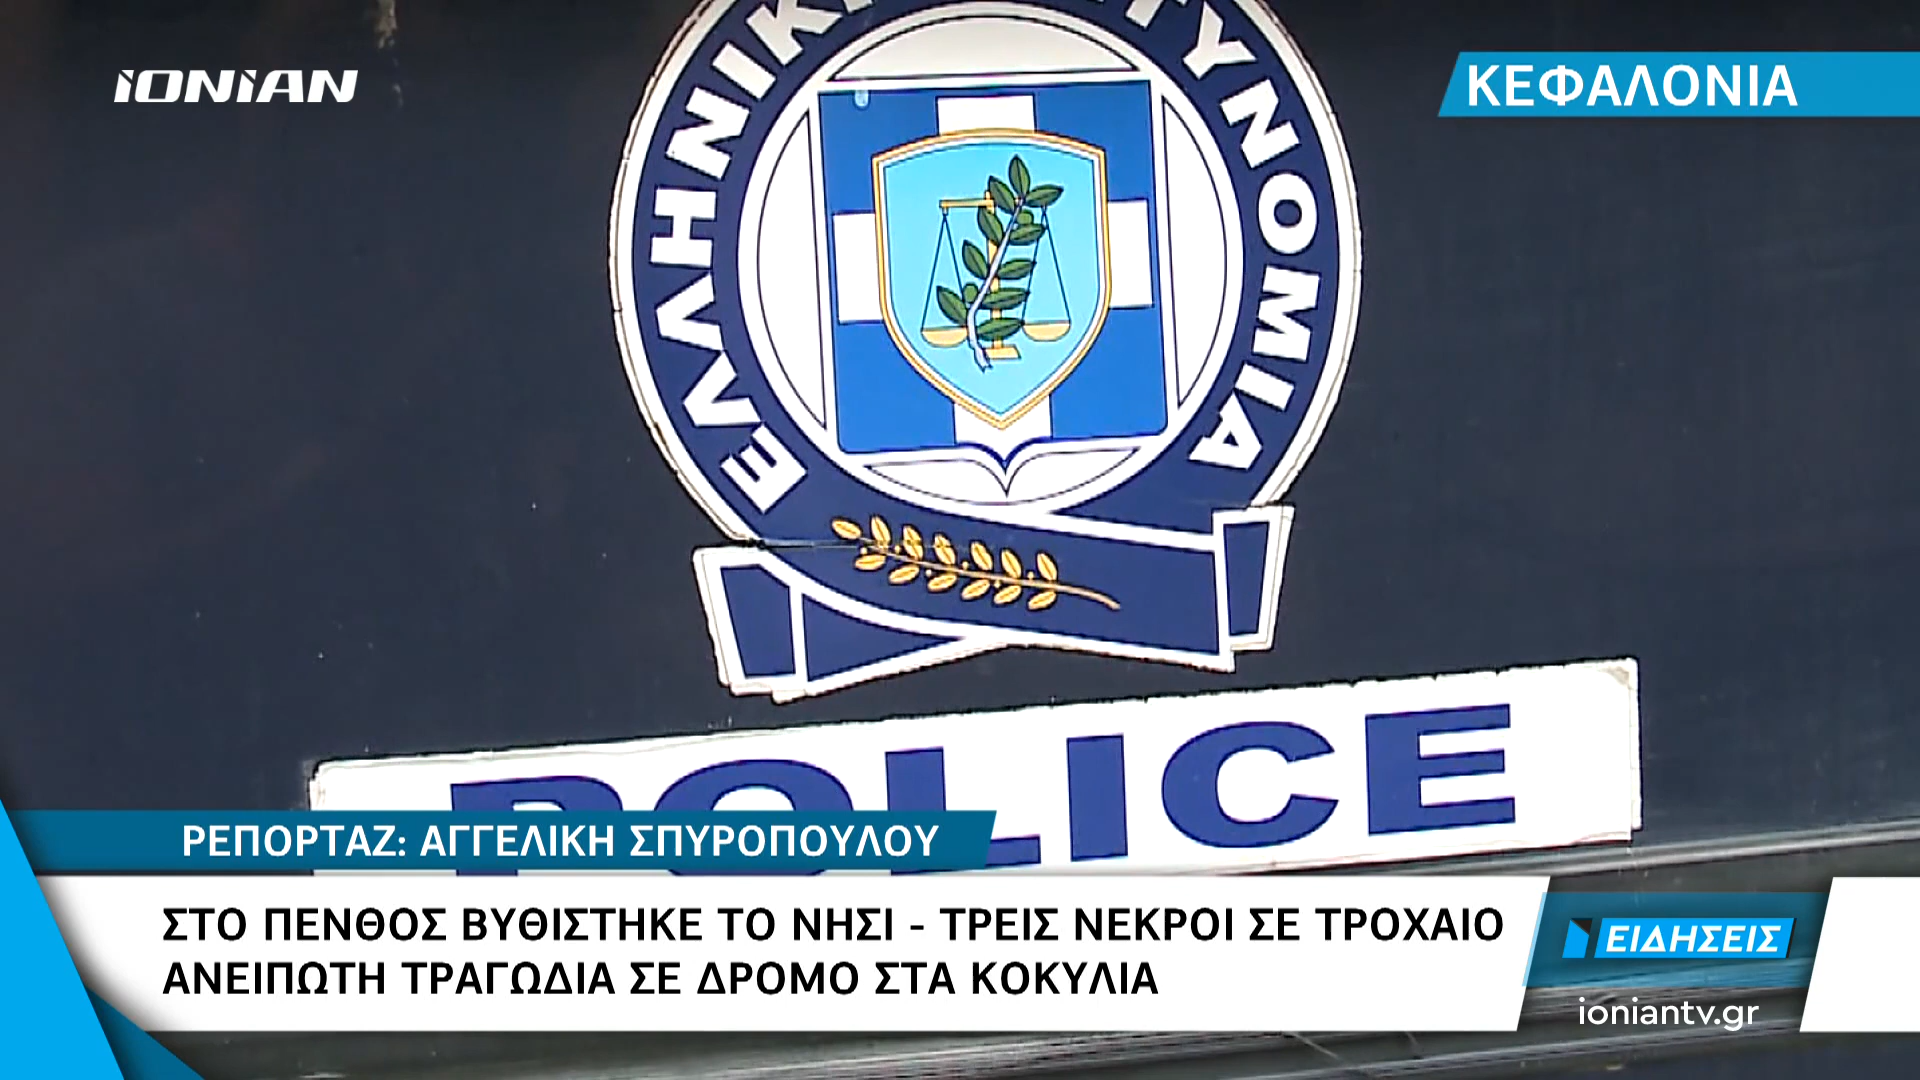 IONIAN
ΚΕΦΑΛΟΝΙΑ
ΕΛΛΗΝΙΚΗ ΑΣΤΥΝΟΜΙΑ
POLICE
ΡΕΠΟΡΤΑΖ: ΑΓΓΕΛΙΚΗ ΣΠΥΡΟΠΟΥΛΟΥ
ΣΤΟ ΠΕΝΘΟΣ ΒΥΘΙΣΤΗΚΕ ΤΟ ΝΗΣΙ - ΤΡΕΙΣ ΝΕΚΡΟΙ ΣΕ ΤΡΟΧΑΙΟ
ΑΝΕΙΠΩΤΗ ΤΡΑΓΩΔΙΑ ΣΕ ΔΡΟΜΟ ΣΤΑ ΚΟΚΥΛΙΑ
ΕΙΔΗΣΕΙΣ
ioniantv.gr